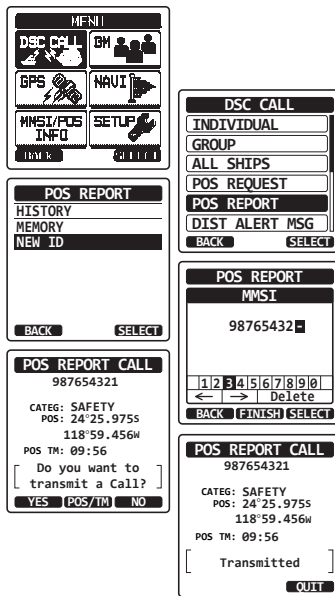 MENU
DSC CALL
GM
GPS
NAVI
MMSI/POS
INFO
SETUP
BACK
SELECT
DSC CALL
INDIVIDUAL
GROUP
ALL SHIPS
POS REQUEST
POS REPORT
DIST ALERT MSG
BACK SELECT
POS REPORT
HISTORY
MEMORY
NEW ID
BACK SELECT
POS REPORT
MMSI
98765432-
1 2 3 4 5 6 7 8 9 0
← → Delete
BACK FINISH SELECT
POS REPORT CALL
987654321
CATEG: SAFETY
POS: 24°25.975S
118°59.456W
POS TM: 09:56
Do you want to
transmit a Call?
YES POS/TM NO
POS REPORT CALL
987654321
CATEG: SAFETY
POS: 24°25.975S
118°59.456W
POS TM: 09:56
Transmitted
QUIT